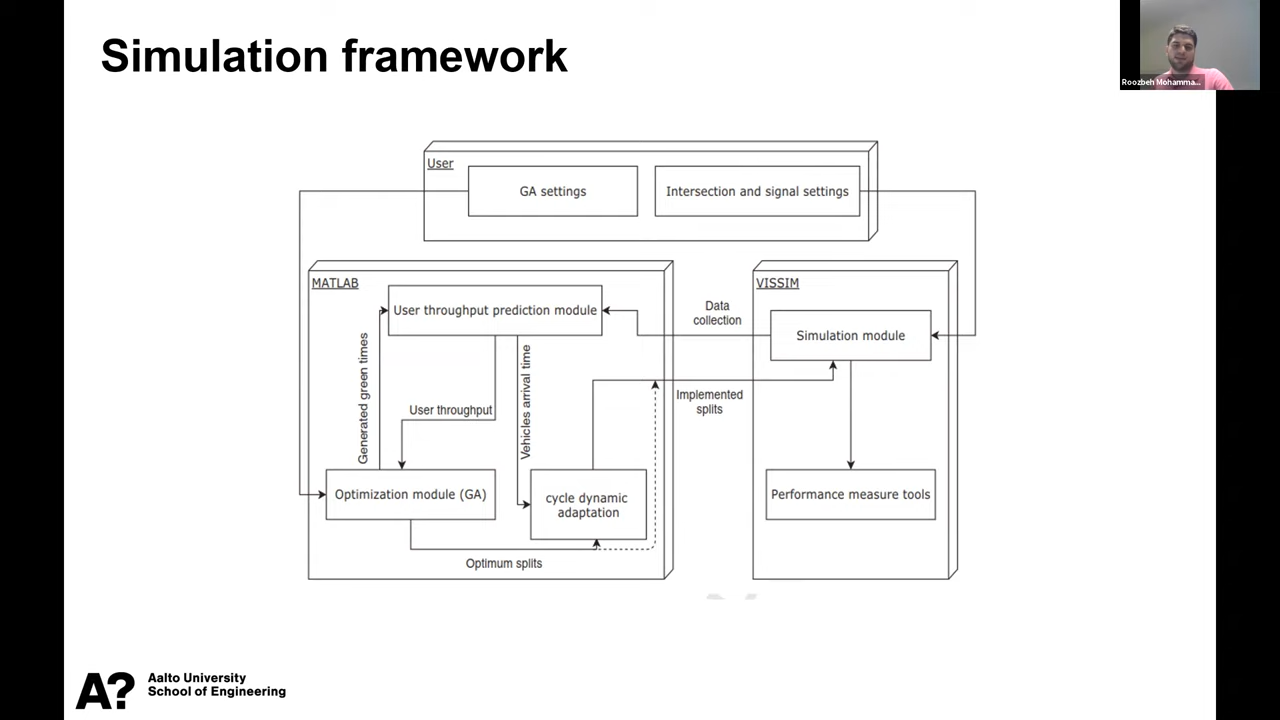 Simulation framework
Roozbeh Mohamma...
User
GA settings
Intersection and signal settings
MATLAB
User throughput prediction module
Generated green times
User throughput
Vehicles arrival time
Optimization module (GA)
cycle dynamic
adaptation
Optimum splits
Data
collection
Implemented
splits
VISSIM
Simulation module
Performance measure tools
A?
Aalto University
School of Engineering